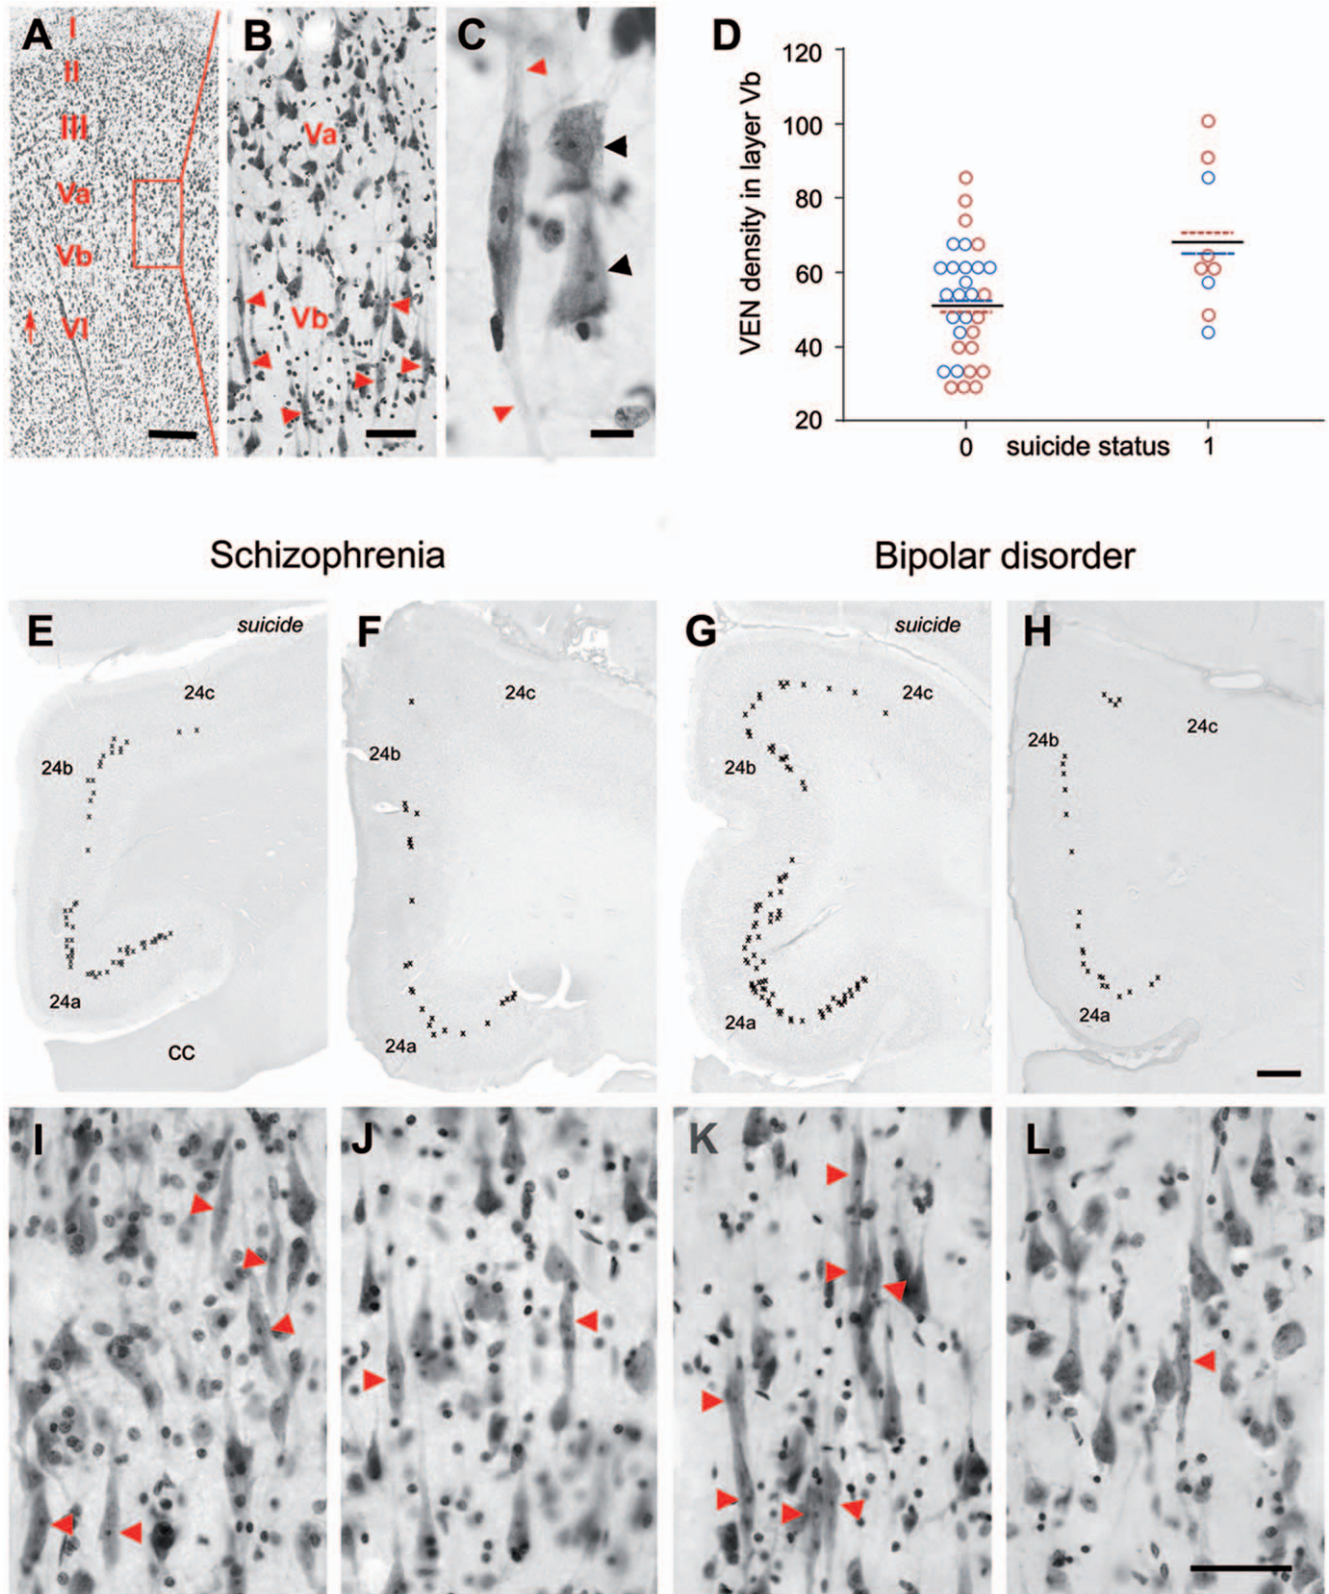 A
I
II
III
Va
Vb
VI
B
Va
Vb
C
D
VEN density in layer Vb
120
100
80
60
40
20
0
suicide status
1
Schizophrenia
Bipolar disorder
E
suicide
24c
24b
24a
CC
F
24c
24b
24a
G
suicide
24c
24b
24a
H
24c
24b
24a
I
J
K
L